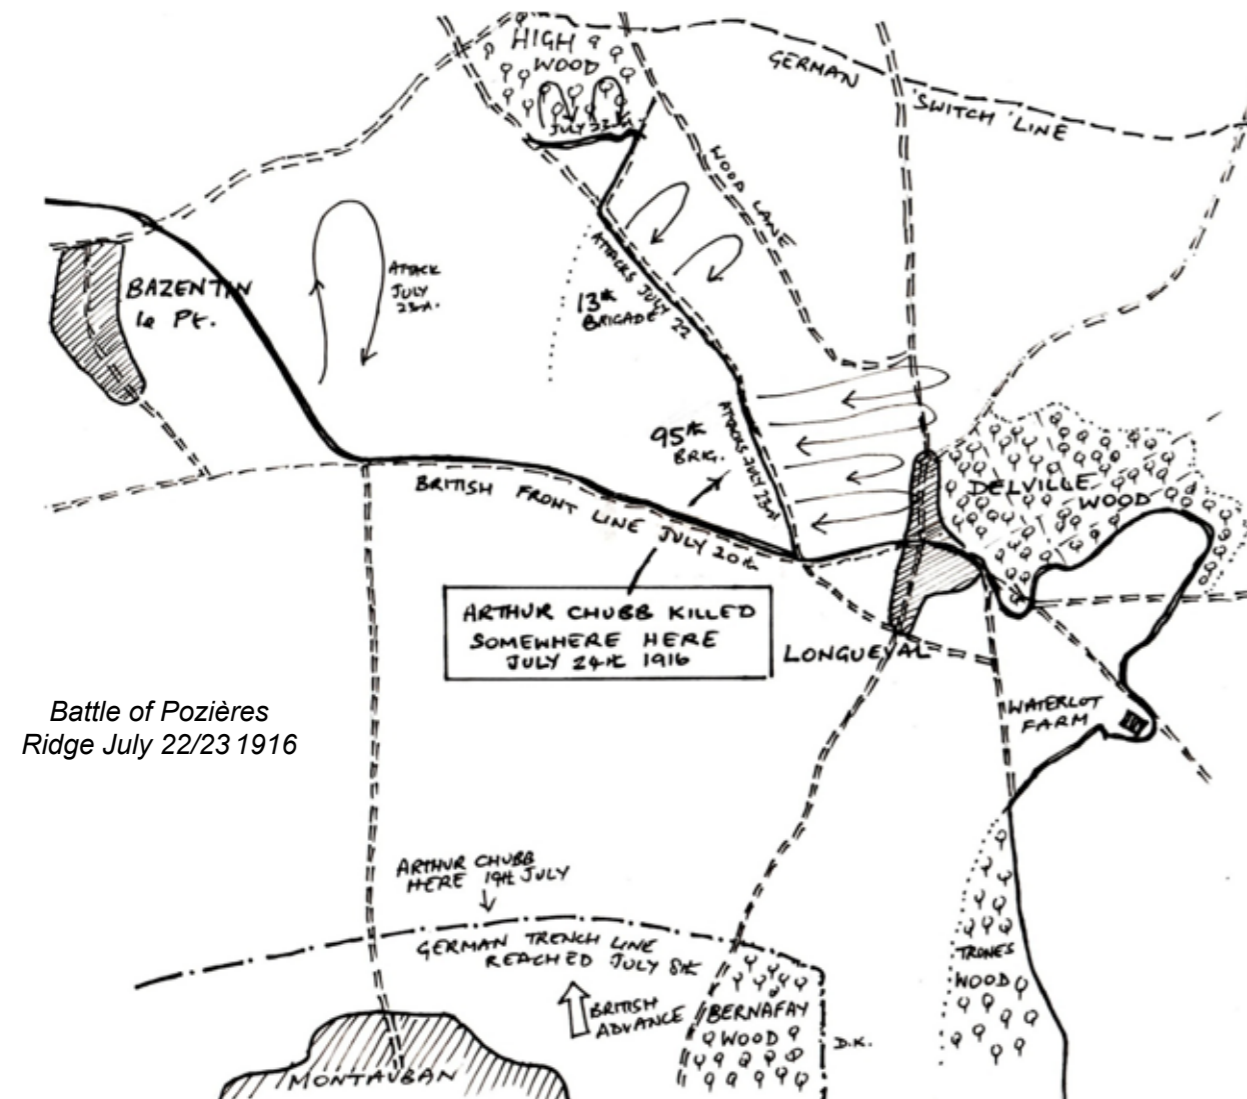 HIGH
WOOD
JULY 23rd
GERMAN
'SWITCH' LINE
WOOD LANE
BAZENTIN
le Pt.
ATTACK
JULY
23rd.
ATTACKS JULY 22
13th
BRIGADE
95th
BRIG.
ATTACKS JULY 23rd
DELVILLE
WOOD
BRITISH FRONT LINE JULY 20th
ARTHUR CHUBB KILLED
SOMEWHERE HERE
JULY 24th 1916
LONGUEVAL
WATERLOT
FARM
Battle of Pozières
Ridge July 22/23 1916
ARTHUR CHUBB
HERE 19th JULY
GERMAN TRENCH LINE
REACHED JULY 8th
BRITISH
ADVANCE
BERNAFAY
WOOD
D.K.
TRONES
WOOD
MONTAUBAN